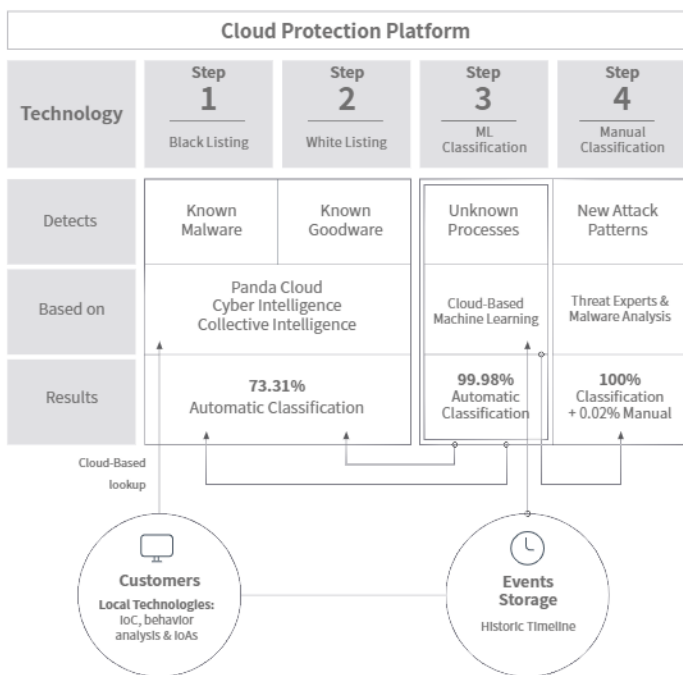 Cloud Protection Platform
Technology
Step
1
Black Listing
Step
2
White Listing
Step
3
ML
Classification
Step
4
Manual
Classification
Detects
Known
Malware
Known
Goodware
Unknown
Processes
New Attack
Patterns
Based on
Panda Cloud
Cyber Intelligence
Collective Intelligence
Cloud-Based
Machine Learning
Threat Experts &
Malware Analysis
Results
73.31%
Automatic Classification
99.98%
Automatic
Classification
100%
Classification
+ 0.02% Manual
Cloud-Based
lookup
Customers
Local Technologies:
IoC, behavior
analysis & IoAs
Events
Storage
Historic Timeline